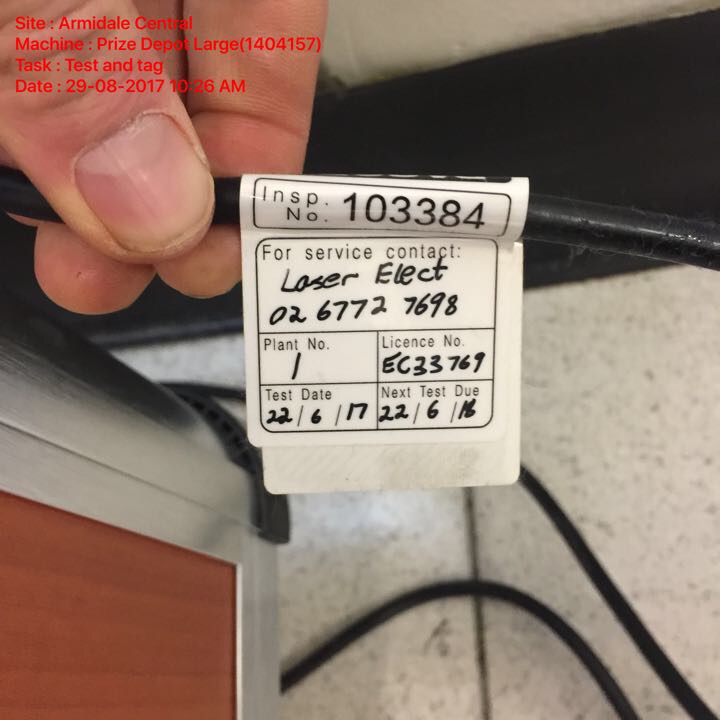 Site : Armidale Central
Machine : Prize Depot Large(1404157)
Task : Test and tag
Date : 29-08-2017 10:26 AM
Insp. No. 103384
For service contact:
Laser Elect
02 6772 7698
Plant No. Licence No.
1 EC33769
Test Date Next Test Due
22/6/17 22/6/18